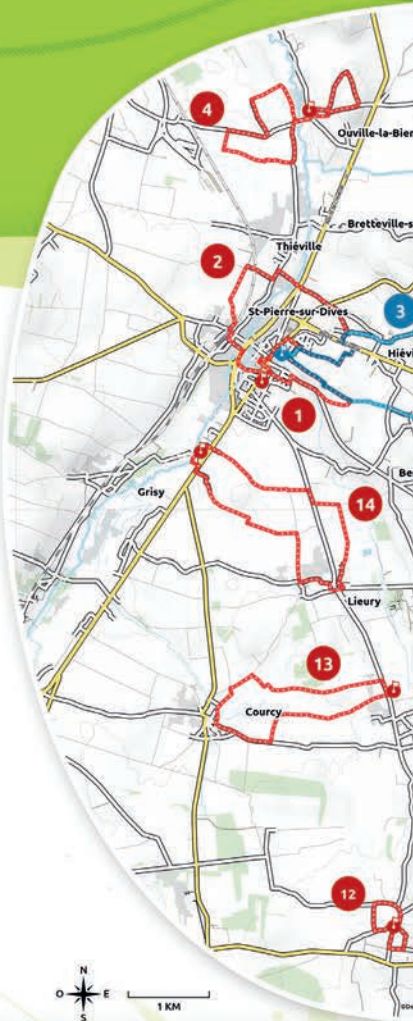 4
Ouville-la-Bien
Bretteville-s
Thiéville
2
St-Pierre-sur-Dives
3
Hiévi
1
Be
14
Grisy
Lieury
13
Courcy
12
N
O E
S
1 KM